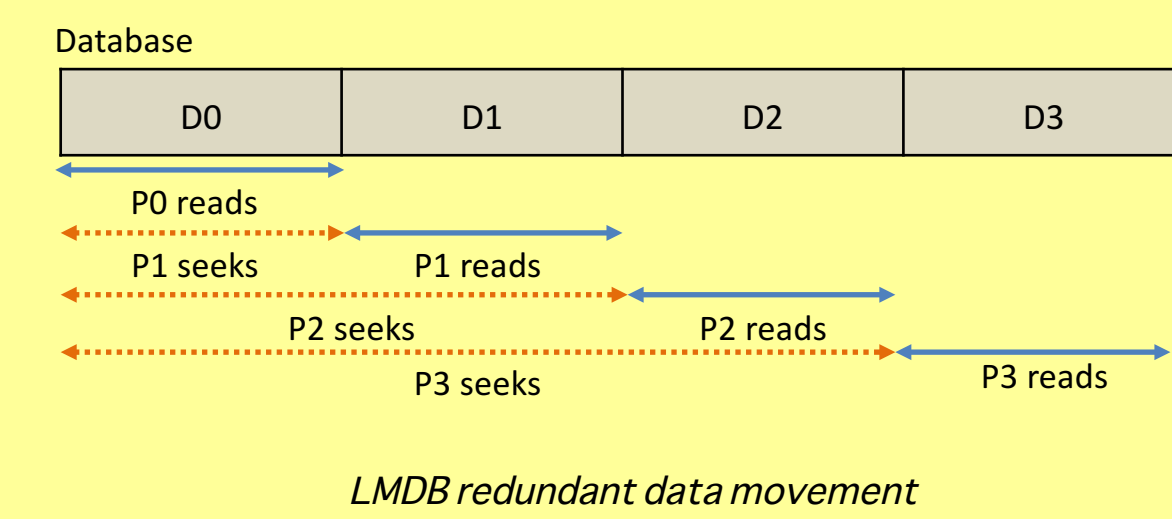 Database
D0 D1 D2 D3
P0 reads
P1 seeks P1 reads
P2 seeks P2 reads
P3 seeks P3 reads
LMDB redundant data movement